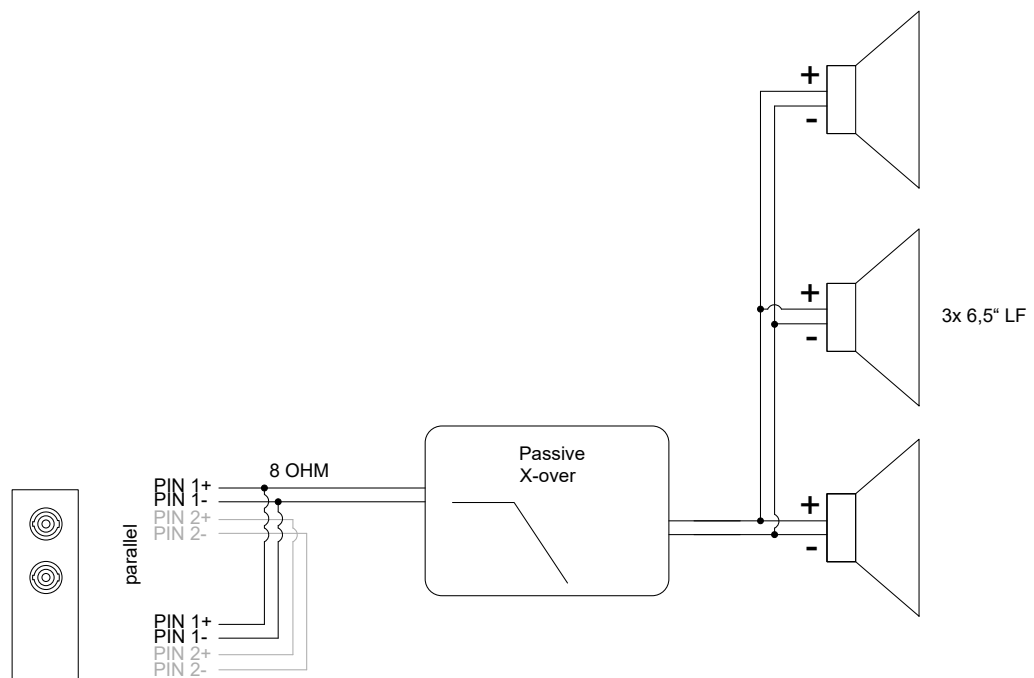 +
-
+
-
3x 6,5“ LF
Passive
X-over
8 OHM
PIN 1+
PIN 1-
PIN 2+
PIN 2-
parallel
+
-
PIN 1+
PIN 1-
PIN 2+
PIN 2-